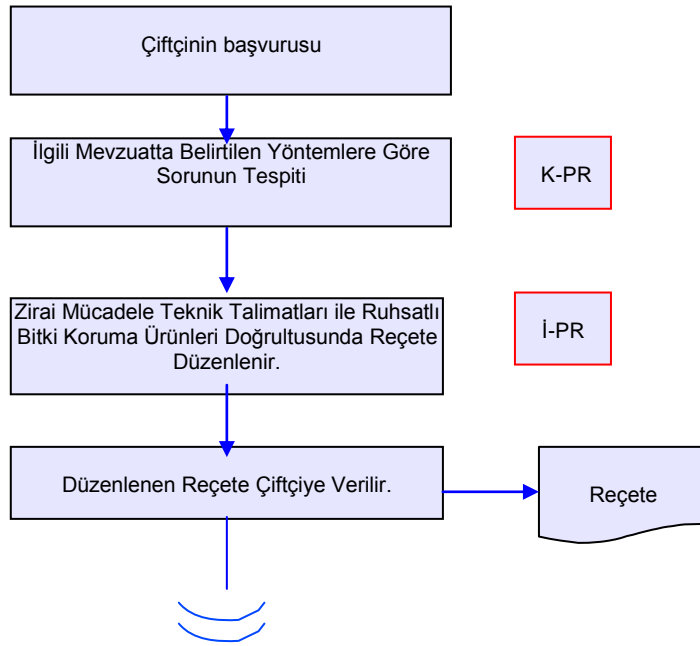 Çiftçinin başvurusu
İlgili Mevzuatta Belirtilen Yöntemlere Göre
Sorunun Tespiti
K-PR
Zirai Mücadele Teknik Talimatları ile Ruhsatlı
Bitki Koruma Ürünleri Doğrultusunda Reçete
Düzenlenir.
İ-PR
Düzenlenen Reçete Çiftçiye Verilir.
Reçete